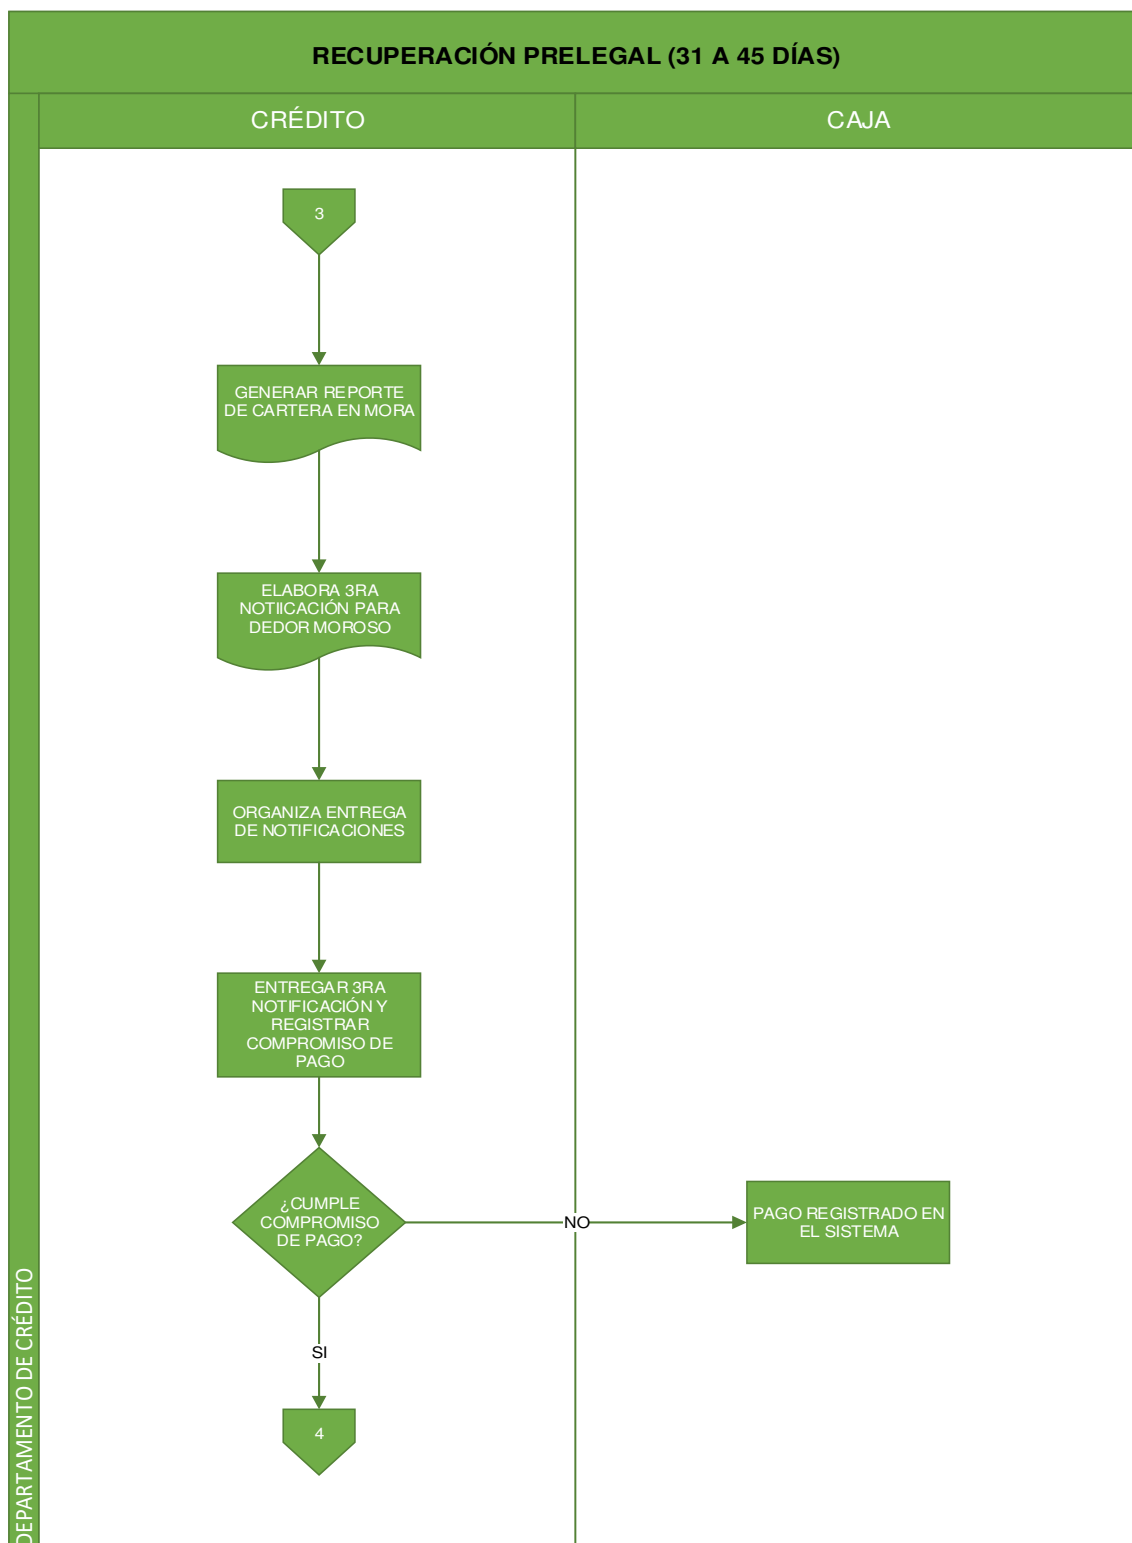 RECUPERACIÓN PRELEGAL (31 A 45 DÍAS)
CRÉDITO
CAJA
3
GENERAR REPORTE
DE CARTERA EN MORA
ELABORA 3RA
NOTIICACIÓN PARA
DEDOR MOROSO
ORGANIZA ENTREGA
DE NOTIFICACIONES
ENTREGAR 3RA
NOTIFICACIÓN Y
REGISTRAR
COMPROMISO DE
PAGO
¿CUMPLE
COMPROMISO
DE PAGO?
NO
PAGO REGISTRADO EN
EL SISTEMA
SI
4
DEPARTAMENTO DE CRÉDITO